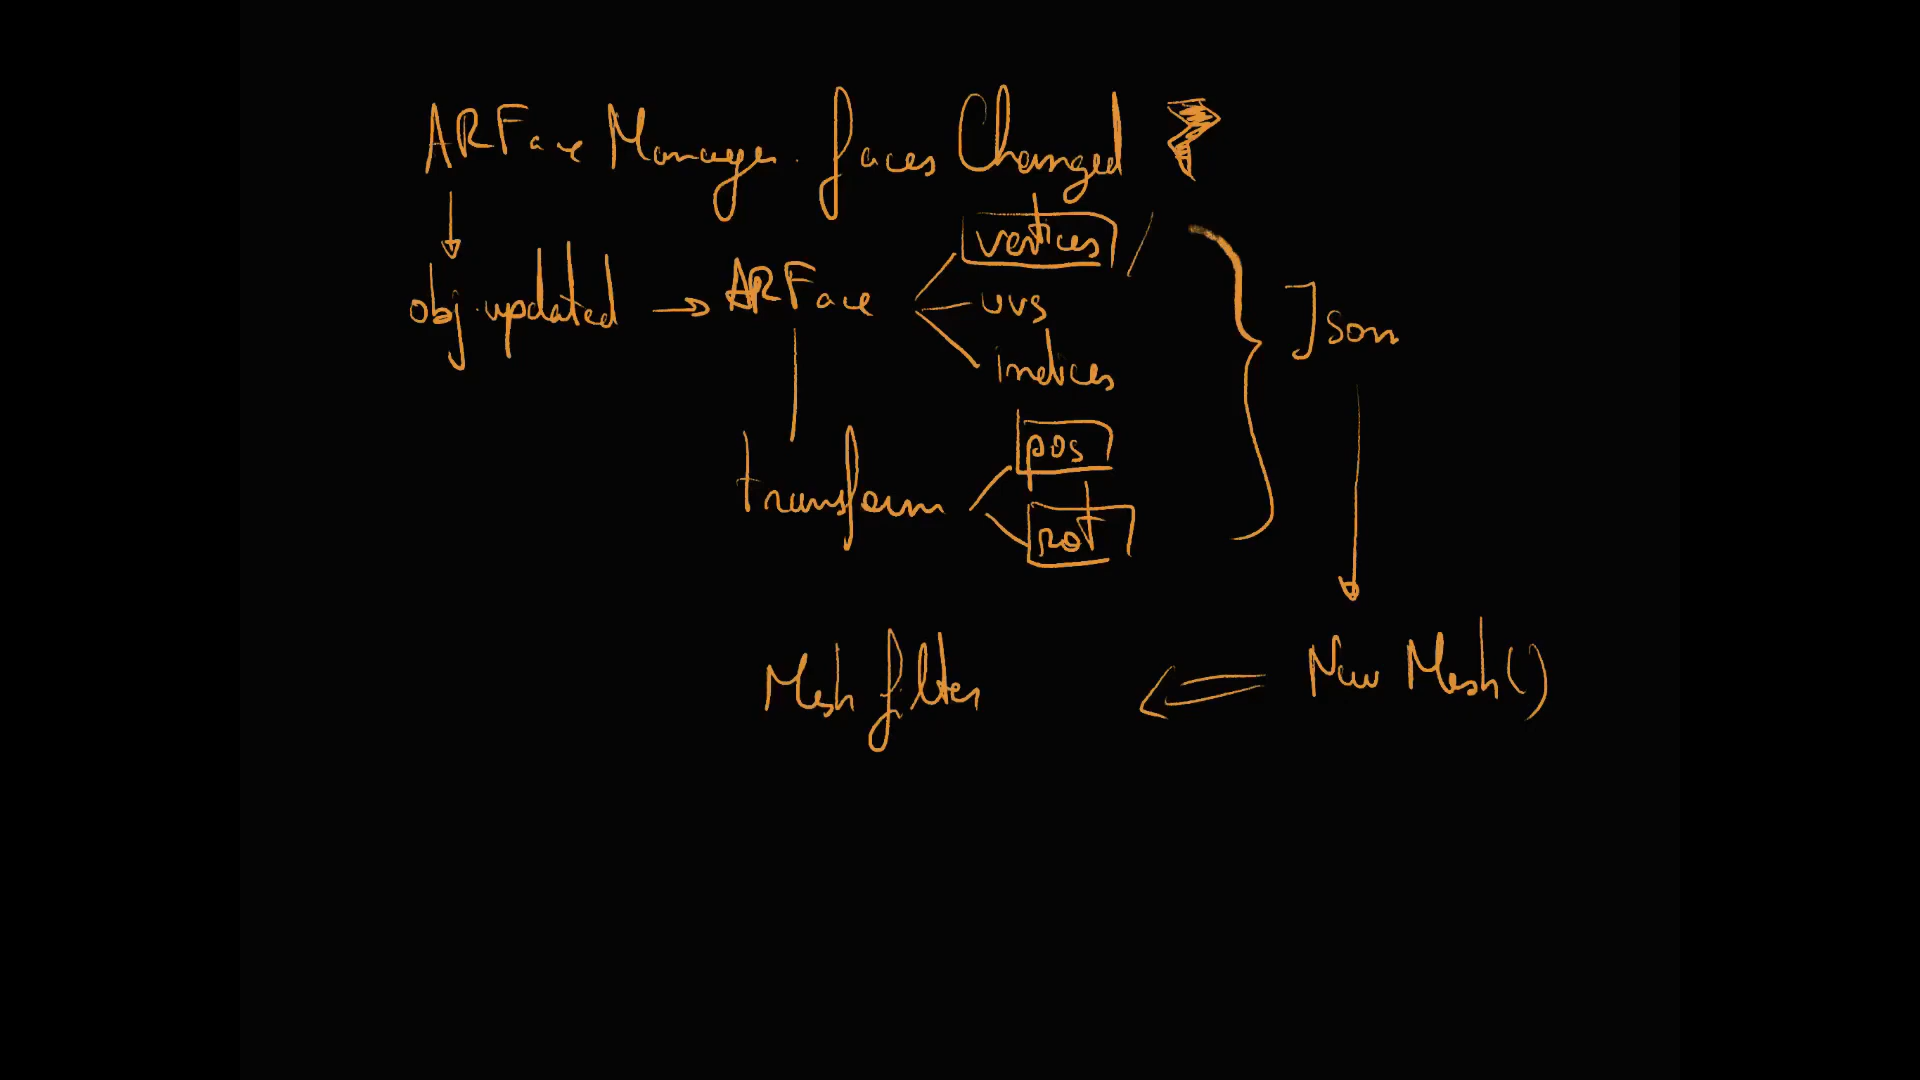 ARFaceManager.facesChanged
vertices
obj.updated → ARFace
uvs
Json
indices
pos
transform
rot
Mesh filter
New Mesh()